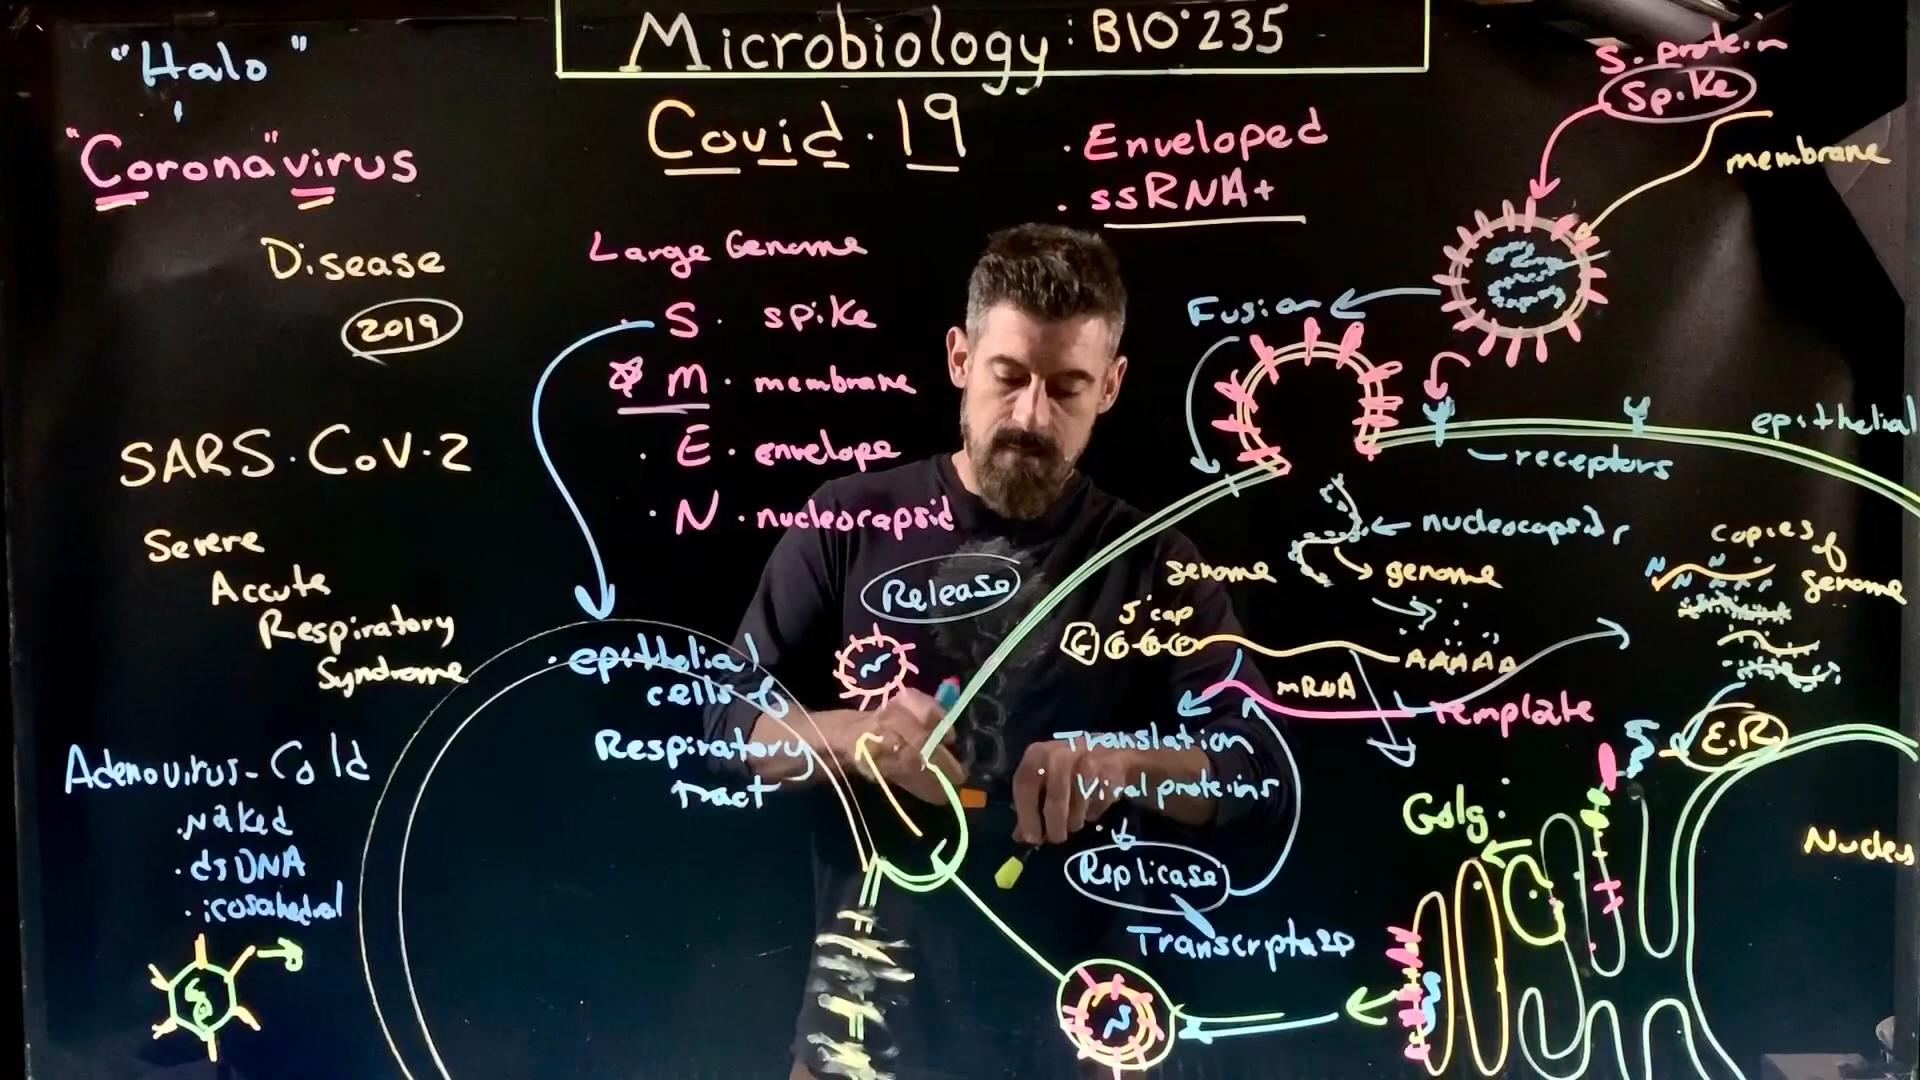 Microbiology: BIO 235
"Halo"
"Corona"virus
Disease
2019
SARS·CoV·2
Severe
Accute
Respiratory
Syndrome
Adenovirus-Cold
·Naked
·dsDNA
·icosahedral
Covid·19
·Enveloped
·ssRNA+
Large Genome
·S· spike
M· membrane
·E· envelope
·N· nucleocapsid
·epithelial
cells of
Respiratory
Tract
Release
S·protein
Spike
membrane
Fusion
epithelial
receptors
nucleocapsid
genome
genome
5'cap
G G-G-G
AAAAA
mRNA
Template
copies of
genome
N N N
N N
Translation
Viral proteins
Replicase
Transcriptase
E.R
Golgi
Nucleus